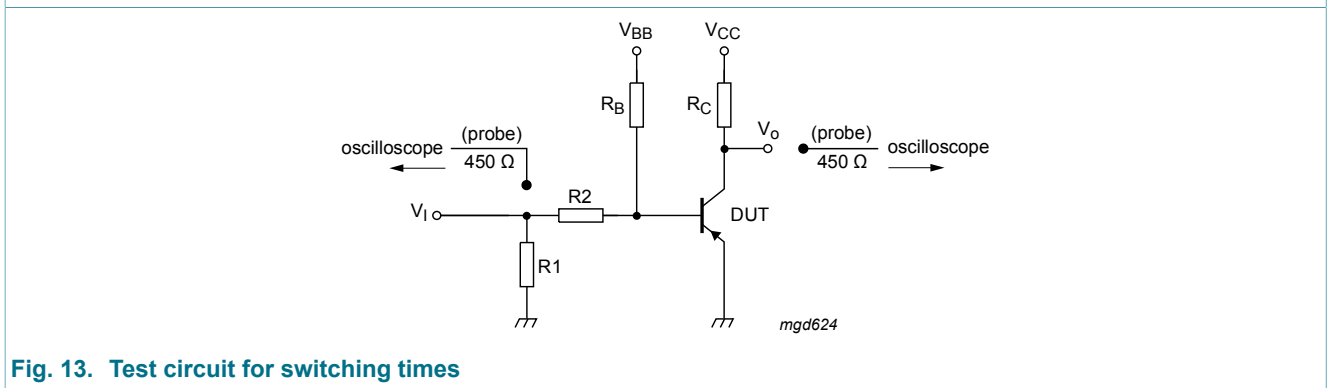 VBB
VCC
RB
RC
(probe)
oscilloscope
450 Ω
Vo
(probe)
450 Ω
oscilloscope
R2
VI
DUT
R1
mgd624
Fig. 13. Test circuit for switching times